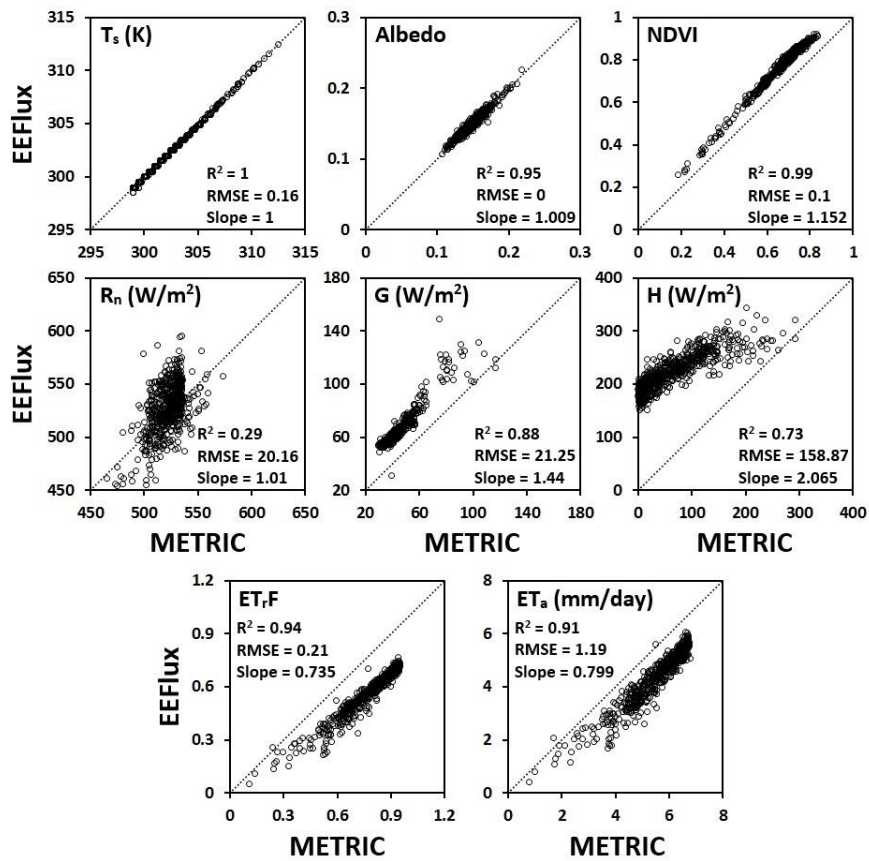 T_s (K)
315
310
305
300
295
295
300
305
310
315
R² = 1
RMSE = 0.16
Slope = 1
Albedo
0.3
0.2
0.1
0
0
0.1
0.2
0.3
R² = 0.95
RMSE = 0
Slope = 1.009
NDVI
1
0.8
0.6
0.4
0.2
0
0
0.2
0.4
0.6
0.8
1
R² = 0.99
RMSE = 0.1
Slope = 1.152
EEFlux
Rₙ (W/m²)
650
600
550
500
450
450
500
550
600
650
R² = 0.29
RMSE = 20.16
Slope = 1.01
METRIC
G (W/m²)
180
140
100
60
20
20
60
100
140
180
R² = 0.88
RMSE = 21.25
Slope = 1.44
METRIC
H (W/m²)
400
300
200
100
0
0
100
200
300
400
R² = 0.73
RMSE = 158.87
Slope = 2.065
METRIC
EEFlux
ETᵣF
1.2
0.9
0.6
0.3
0
0
0.3
0.6
0.9
1.2
R² = 0.94
RMSE = 0.21
Slope = 0.735
METRIC
ETₐ (mm/day)
8
6
4
2
0
0
2
4
6
8
R² = 0.91
RMSE = 1.19
Slope = 0.799
METRIC
EEFlux